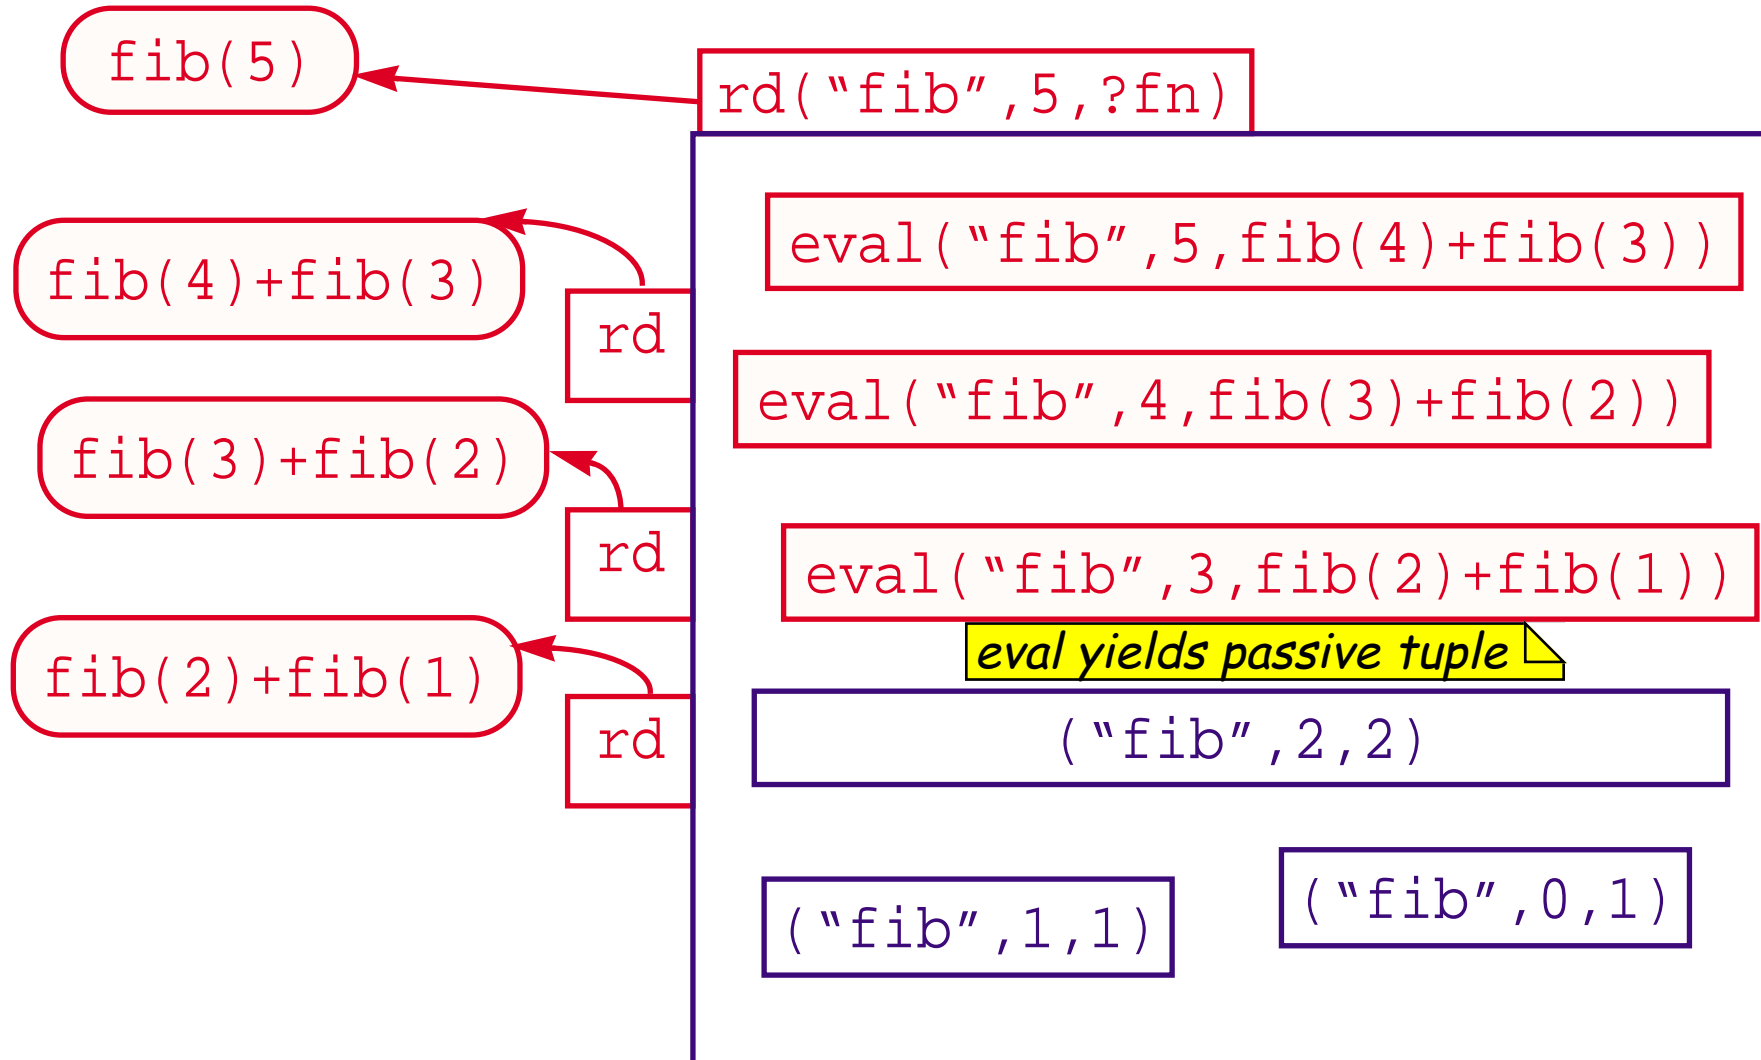 fib(5)
rd(“fib”,5,?fn)
eval(“fib”,5,fib(4)+fib(3))
fib(4)+fib(3)
rd
eval(“fib”,4,fib(3)+fib(2))
fib(3)+fib(2)
rd
eval(“fib”,3,fib(2)+fib(1))
eval yields passive tuple
fib(2)+fib(1)
rd
(“fib”,2,2)
(“fib”,0,1)
(“fib”,1,1)